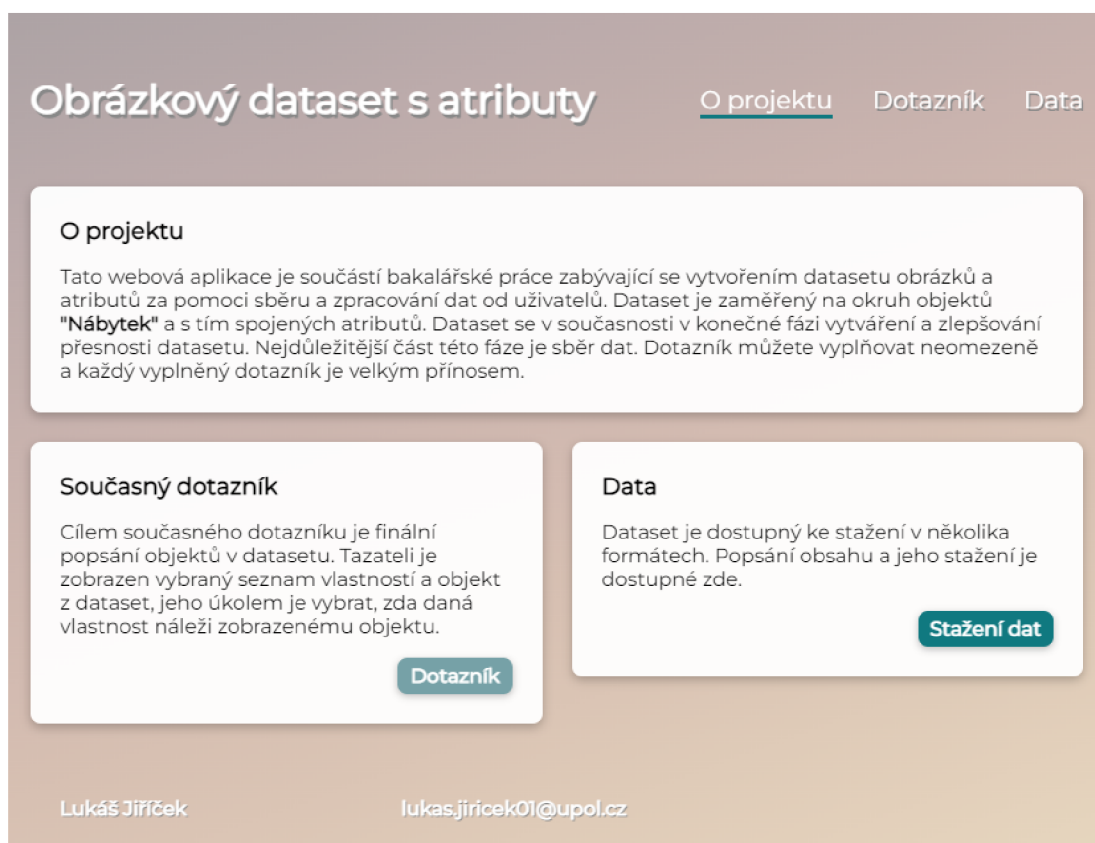 Obrázkový dataset s atributy
O projektu Dotazník Data
O projektu
Tato webová aplikace je součástí bakalářské práce zabývající se vytvořením datasetu obrázků a
atributů za pomoci sběru a zpracování dat od uživatelů. Dataset je zaměřený na okruh objektů
"Nábytek" a s tím spojených atributů. Dataset se v současnosti v konečné fázi vytváření a zlepšování
přesnosti datasetu. Nejdůležitější část této fáze je sběr dat. Dotazník můžete vyplňovat neomezeně
a každý vyplněný dotazník je velkým přínosem.
Současný dotazník
Cílem současného dotazníku je finální
popsání objektů v datasetu. Tazateli je
zobrazen vybraný seznam vlastností a objekt
z dataset, jeho úkolem je vybrat, zda daná
vlastnost náleži zobrazenému objektu.
Dotazník
Data
Dataset je dostupný ke stažení v několika
formátech. Popsání obsahu a jeho stažení je
dostupné zde.
Stažení dat
Lukáš Jiříček
lukas.jiricek01@upol.cz